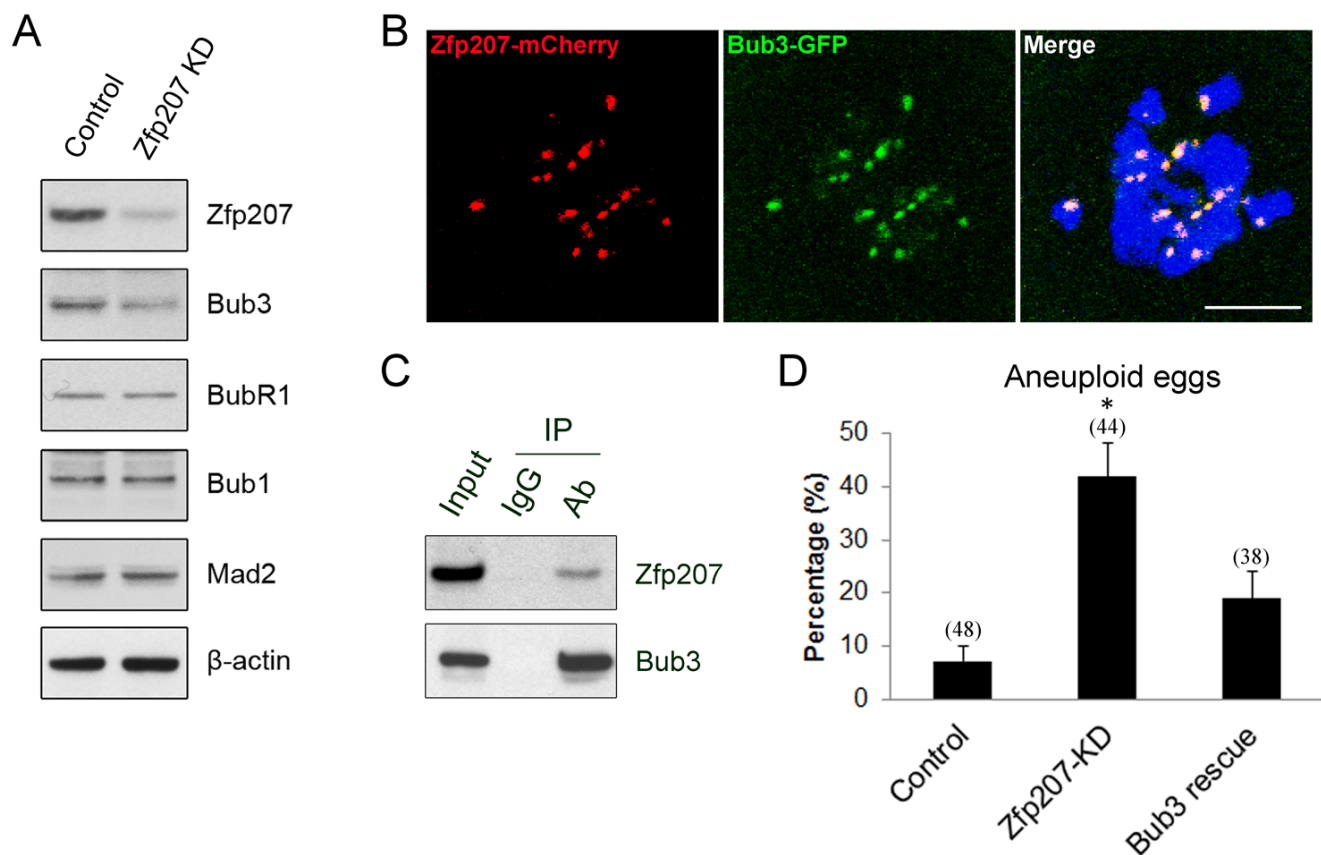 A
Control
Zfp207 KD
Zfp207
Bub3
BubR1
Bub1
Mad2
β-actin
B
Zfp207-mCherry
Bub3-GFP
Merge
C
IP
Input
IgG
Ab
Zfp207
Bub3
D
Aneuploid eggs
*
(44)
(48)
(38)
Percentage (%)
50
40
30
20
10
0
Control
Zfp207-KD
Bub3 rescue